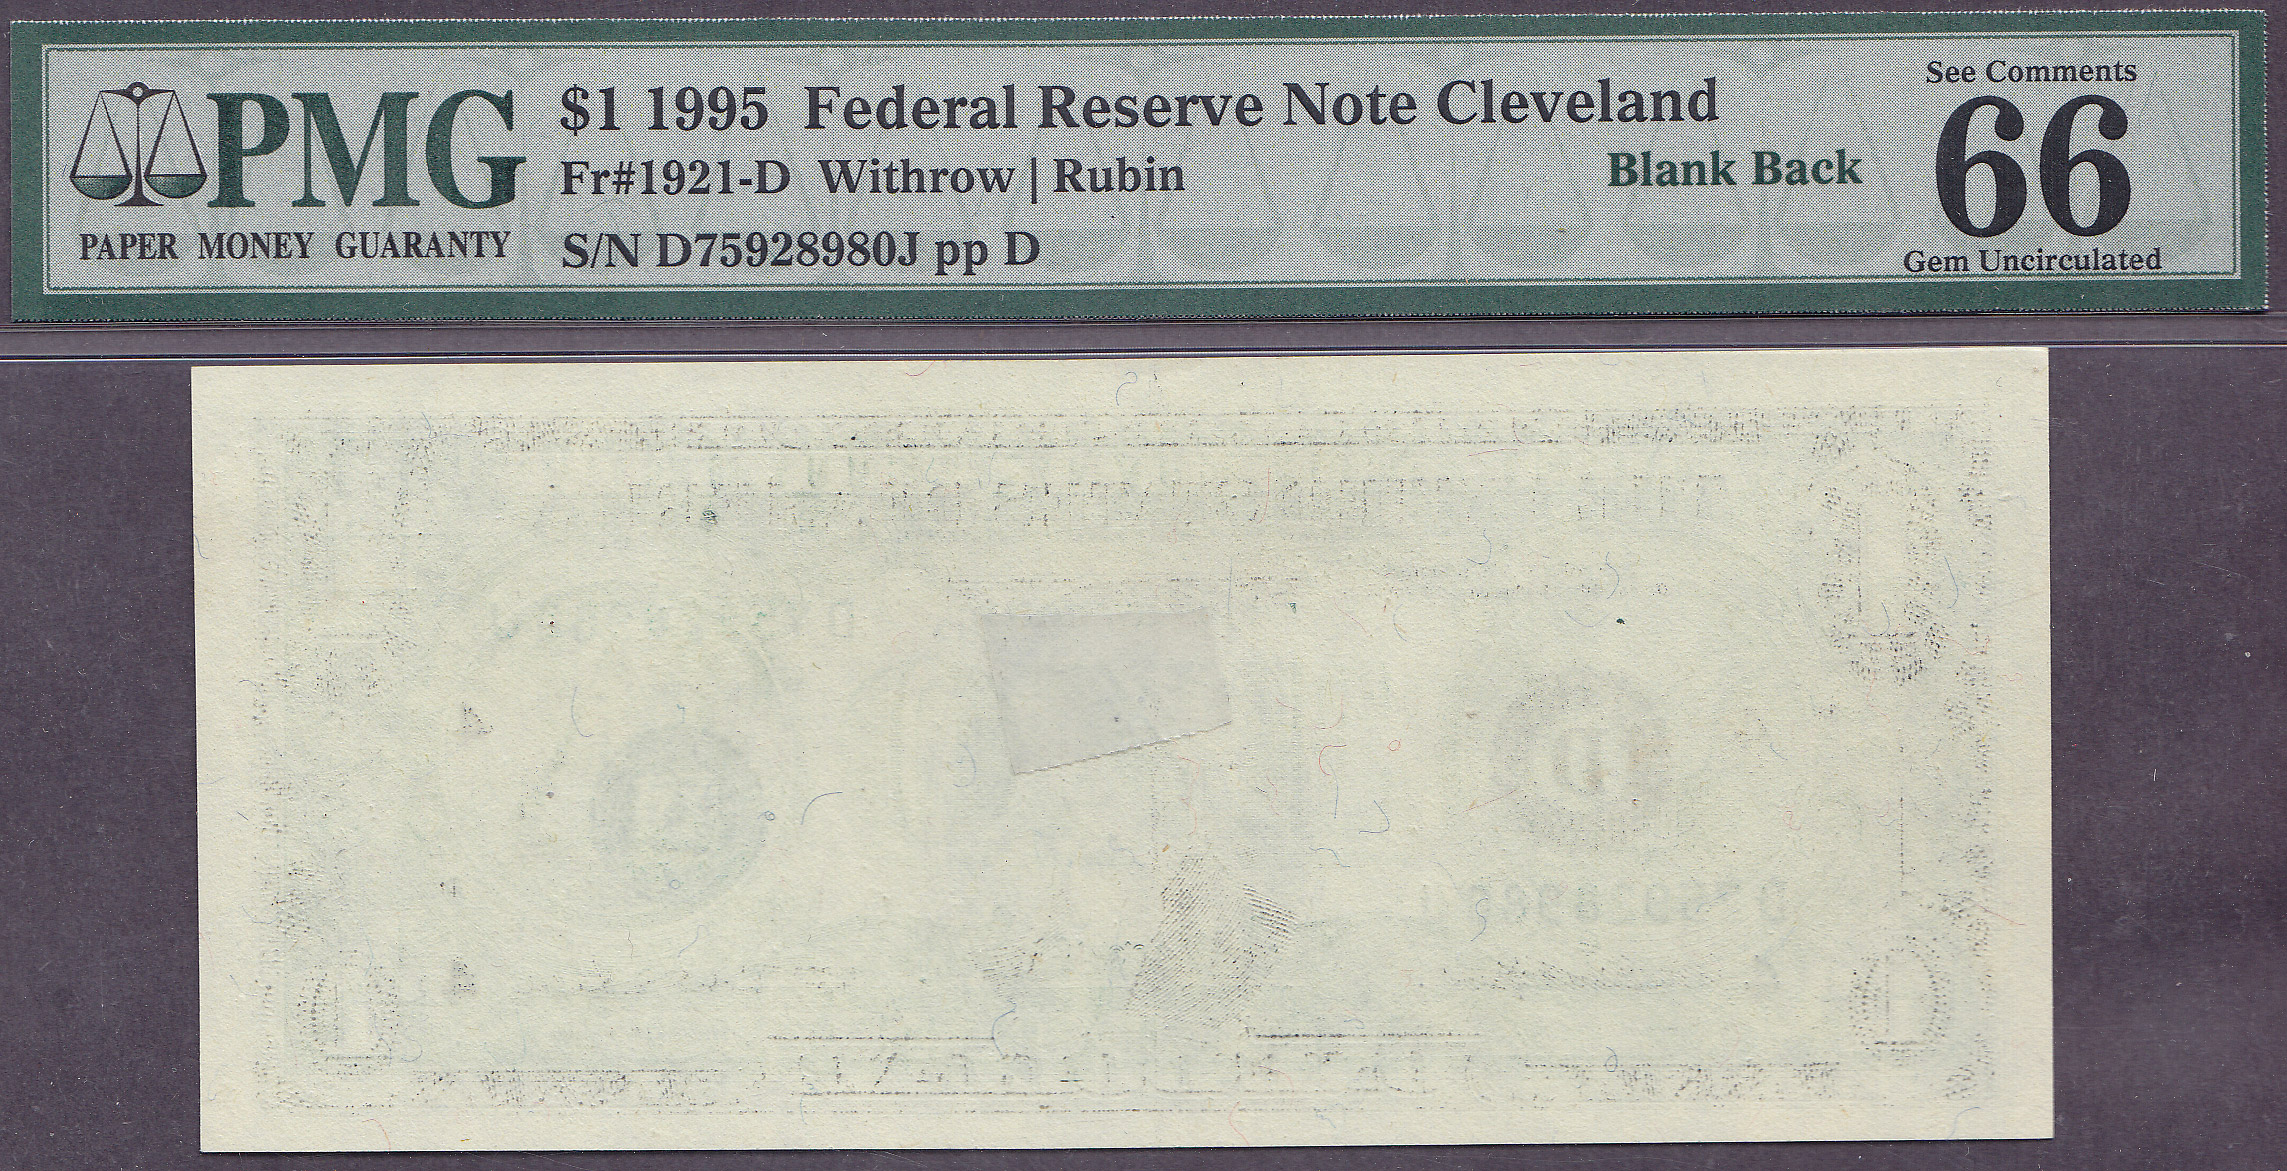 PMG
PAPER MONEY GUARANTY
$1 1995 Federal Reserve Note Cleveland
Fr#1921-D Withrow | Rubin
S/N D75928980J pp D
Blank Back
See Comments
66
Gem Uncirculated